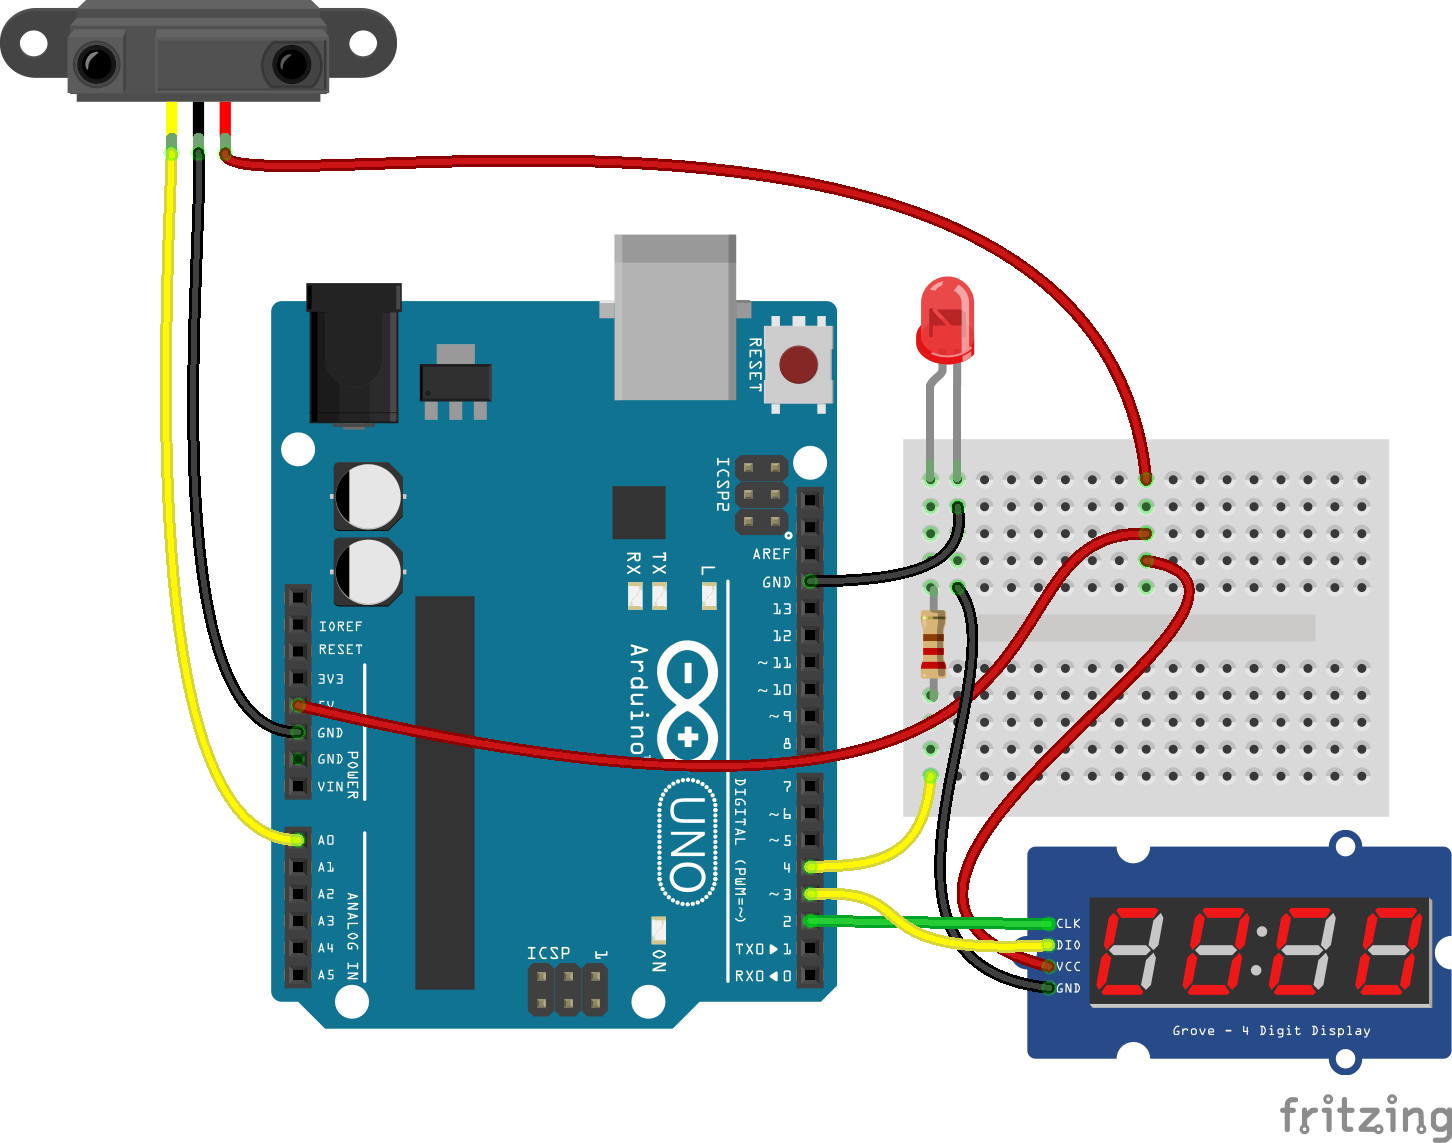 RESET
ICSP2
AREF
GND
RX
TX
L
13
12
~11
~10
~9
8
IOREF
RESET
3V3
5V
GND
GND
VIN
POWER
Arduino
UNO
DIGITAL (PWM=~)
7
~6
~5
4
~3
2
TX0▶1
RX0◀0
A0
A1
A2
A3
A4
A5
ANALOG IN
ICSP
1
ON
CLK
DIO
VCC
GND
Grove - 4 Digit Display
fritzing